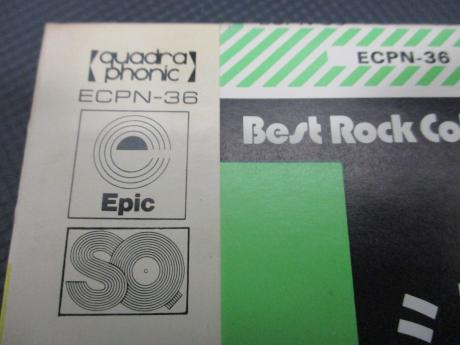 quadra
phonic
ECPN-36
e
Epic
SQ
ECPN-36
Best Rock Co